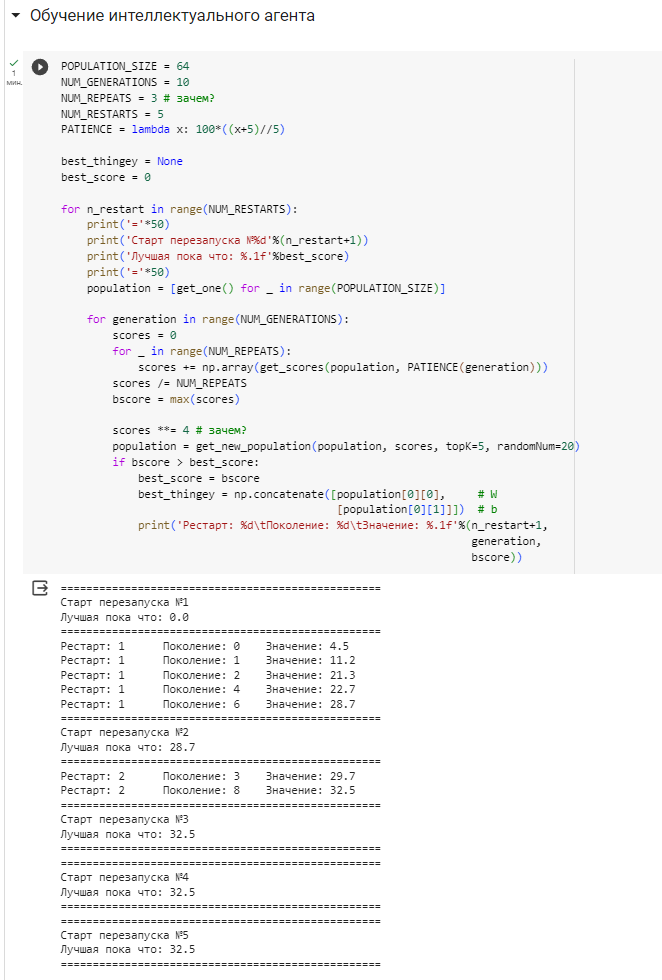 Обучение интеллектуального агента
1
мин.
POPULATION_SIZE = 64
NUM_GENERATIONS = 10
NUM_REPEATS = 3 # зачем?
NUM_RESTARTS = 5
PATIENCE = lambda x: 100*((x+5)//5)
best_thingey = None
best_score = 0
for n_restart in range(NUM_RESTARTS):
    print('='*50)
    print('Старт перезапуска №%d'%(n_restart+1))
    print('Лучшая пока что: %.1f'%best_score)
    print('='*50)
    population = [get_one() for _ in range(POPULATION_SIZE)]
    for generation in range(NUM_GENERATIONS):
        scores = 0
        for _ in range(NUM_REPEATS):
            scores += np.array(get_scores(population, PATIENCE(generation)))
        scores /= NUM_REPEATS
        bscore = max(scores)
        scores **= 4 # зачем?
        population = get_new_population(population, scores, topK=5, randomNum=20)
        if bscore > best_score:
            best_score = bscore
            best_thingey = np.concatenate([population[0][0],     # W
                                           [population[0][1]]])  # b
            print('Рестарт: %d\tПоколение: %d\tЗначение: %.1f'%(n_restart+1,
                                                                generation,
                                                                bscore))
==================================================
Старт перезапуска №1
Лучшая пока что: 0.0
==================================================
Рестарт: 1      Поколение: 0    Значение: 4.5
Рестарт: 1      Поколение: 1    Значение: 11.2
Рестарт: 1      Поколение: 2    Значение: 21.3
Рестарт: 1      Поколение: 4    Значение: 22.7
Рестарт: 1      Поколение: 6    Значение: 28.7
==================================================
Старт перезапуска №2
Лучшая пока что: 28.7
==================================================
Рестарт: 2      Поколение: 3    Значение: 29.7
Рестарт: 2      Поколение: 8    Значение: 32.5
==================================================
Старт перезапуска №3
Лучшая пока что: 32.5
==================================================
==================================================
Старт перезапуска №4
Лучшая пока что: 32.5
==================================================
==================================================
Старт перезапуска №5
Лучшая пока что: 32.5
==================================================